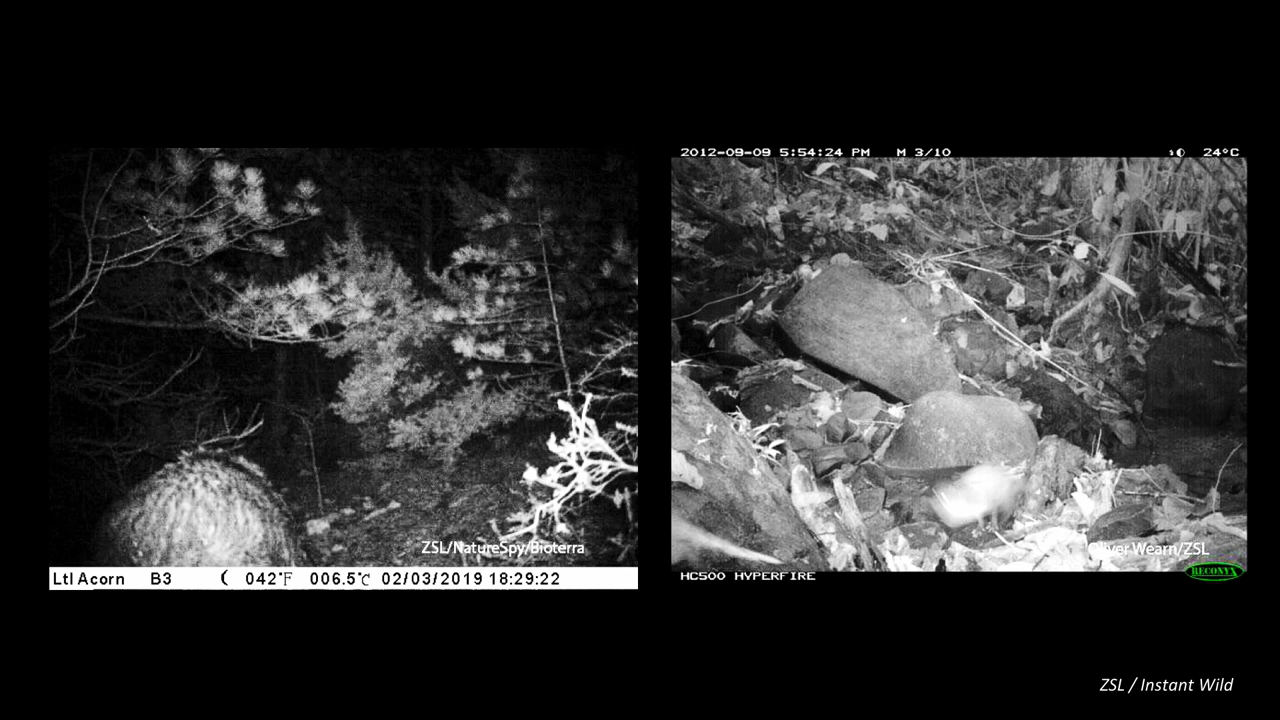 2012-09-09 5:54:24 PM M 3/10 24°C
ZSL/NatureSpy/Bioterra
Oliver Wearn/ZSL
Ltl Acorn B3 042°F 006.5°C 02/03/2019 18:29:22
HC500 HYPERFIRE
RECONYX
ZSL / Instant Wild